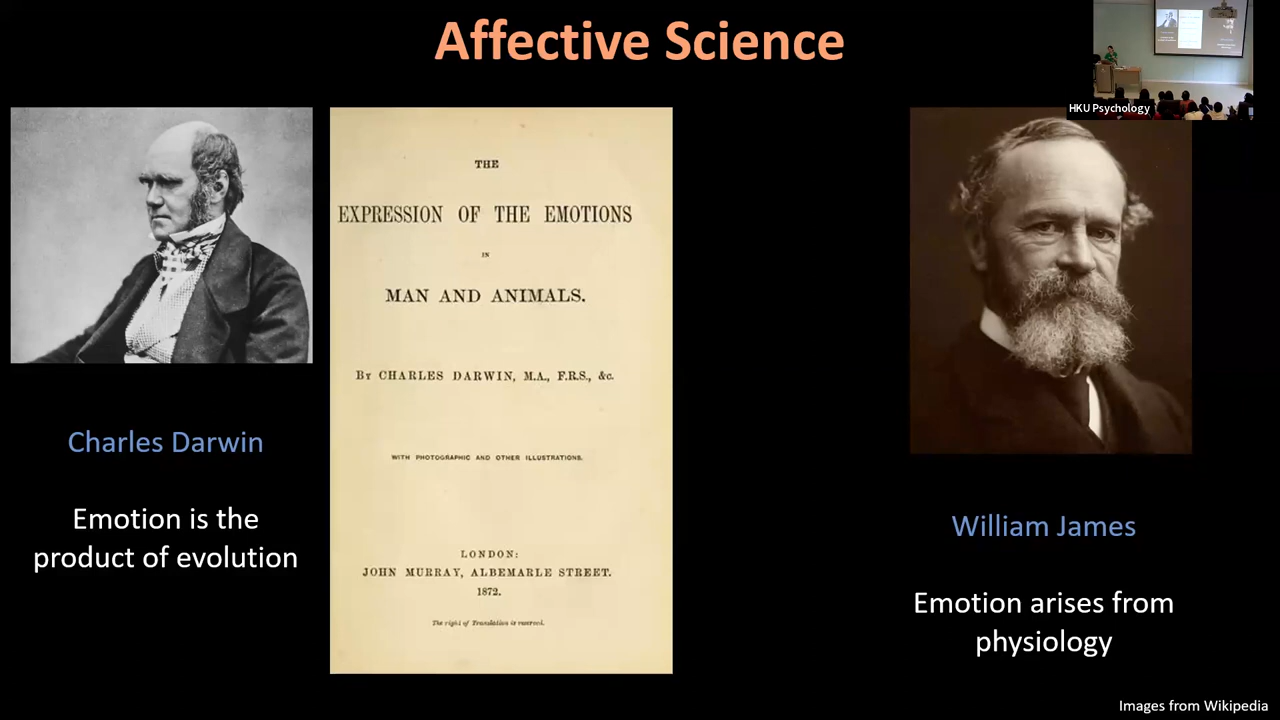 Affective Science
HKU Psychology
THE
EXPRESSION OF THE EMOTIONS
IN
MAN AND ANIMALS.
By CHARLES DARWIN, M.A., F.R.S., &c.
WITH PHOTOGRAPHIC AND OTHER ILLUSTRATIONS.
LONDON:
JOHN MURRAY, ALBEMARLE STREET.
1872.
The right of Translation is reserved.
Charles Darwin
Emotion is the
product of evolution
William James
Emotion arises from
physiology
Images from Wikipedia